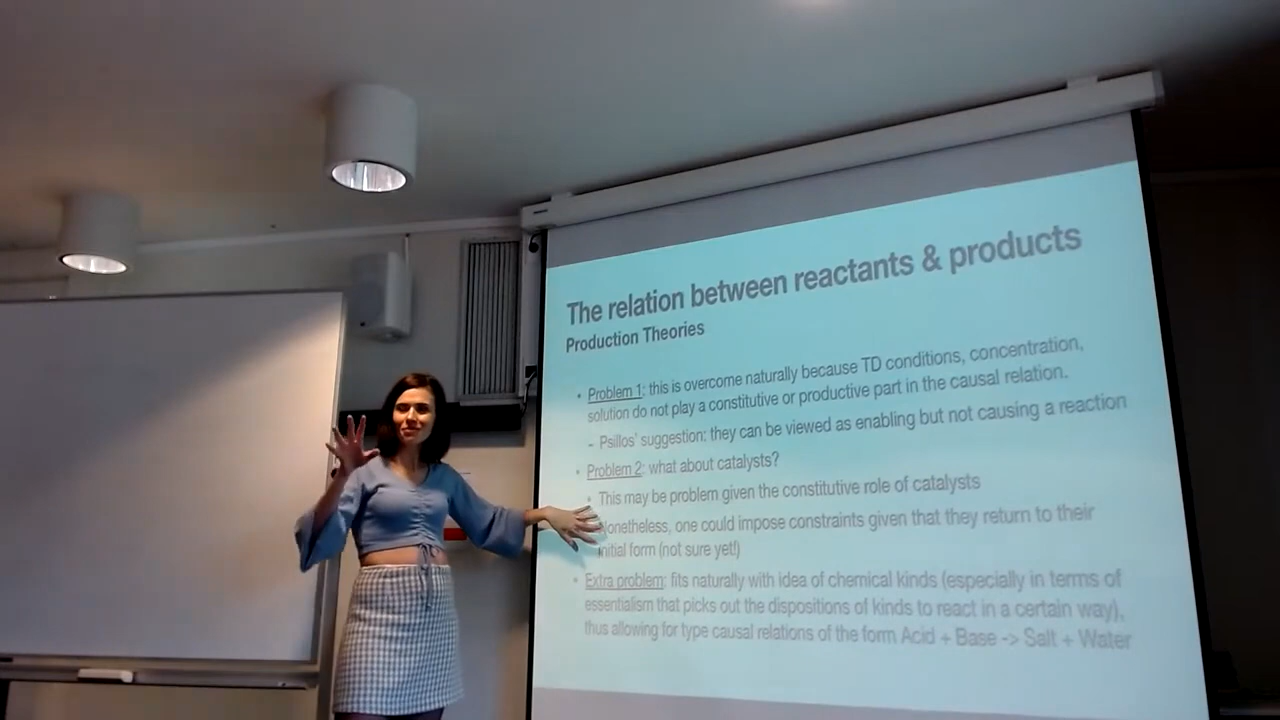 The relation between reactants & products
Production Theories
• Problem 1: this is overcome naturally because TD conditions, concentration,
solution do not play a constitutive or productive part in the causal relation.
– Psillos' suggestion: they can be viewed as enabling but not causing a reaction
• Problem 2: what about catalysts?
• This may be problem given the constitutive role of catalysts
onetheless, one could impose constraints given that they return to their
initial form (not sure yet!)
• Extra problem: fits naturally with idea of chemical kinds (especially in terms of
essentialism that picks out the dispositions of kinds to react in a certain way),
thus allowing for type causal relations of the form Acid + Base -> Salt + Water